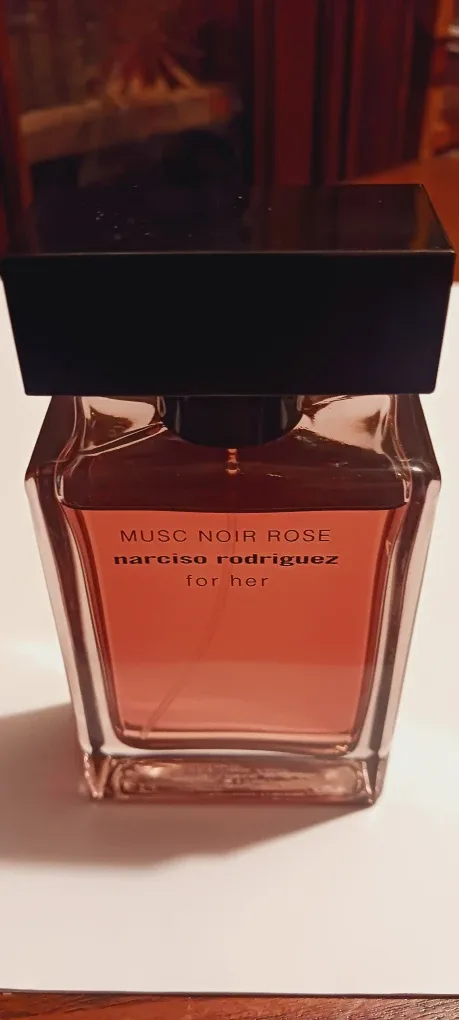 MUSC NOIR ROSE
narciso rodriguez
for her